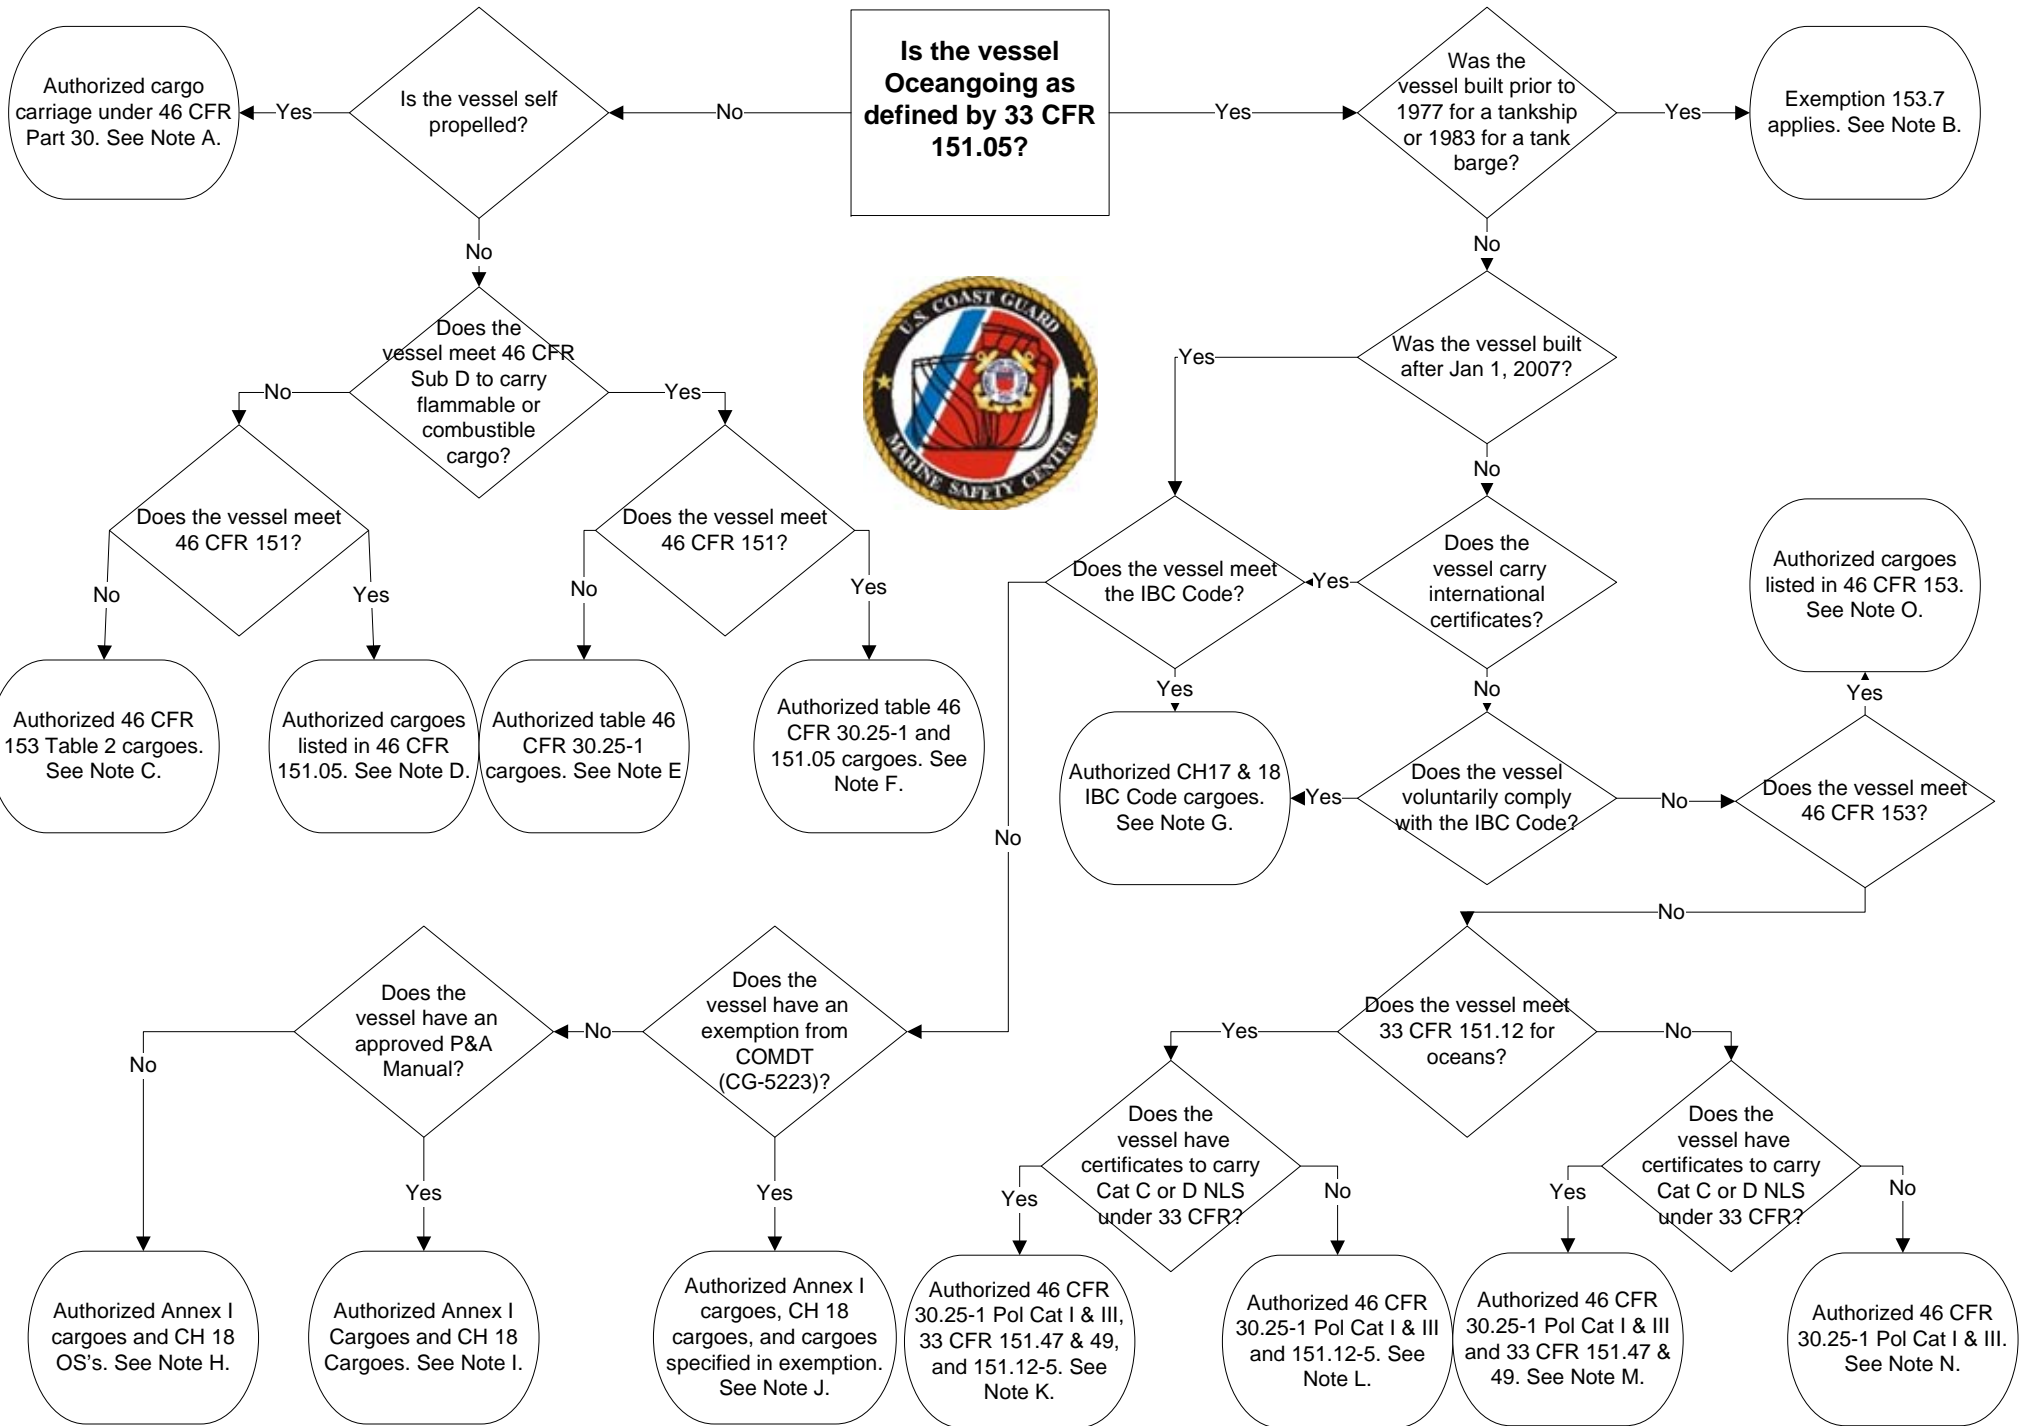 Is the vessel
Oceangoing as
defined by 33 CFR
151.05?
No
Yes
Is the vessel self
propelled?
Yes
Authorized cargo
carriage under 46 CFR
Part 30. See Note A.
No
Was the
vessel built prior to
1977 for a tankship
or 1983 for a tank
barge?
Yes
Exemption 153.7
applies. See Note B.
No
Does the
vessel meet 46 CFR
Sub D to carry
flammable or
combustible
cargo?
No
Yes
Does the vessel meet
46 CFR 151?
No
Yes
Does the vessel meet
46 CFR 151?
No
Yes
Authorized 46 CFR
153 Table 2 cargoes.
See Note C.
Authorized cargoes
listed in 46 CFR
151.05. See Note D.
Authorized table 46
CFR 30.25-1
cargoes. See Note E
Authorized table 46
CFR 30.25-1 and
151.05 cargoes. See
Note F.
U.S. COAST GUARD
MARINE SAFETY CENTER
Was the vessel built
after Jan 1, 2007?
Yes
No
Does the vessel meet
the IBC Code?
Yes
Does the
vessel carry
international
certificates?
Yes
No
No
Authorized CH17 & 18
IBC Code cargoes.
See Note G.
Yes
Does the vessel
voluntarily comply
with the IBC Code?
No
Does the vessel meet
46 CFR 153?
Yes
Authorized cargoes
listed in 46 CFR 153.
See Note O.
No
Does the
vessel have an
approved P&A
Manual?
No
Does the
vessel have an
exemption from
COMDT
(CG-5223)?
No
Yes
Yes
Does the vessel meet
33 CFR 151.12 for
oceans?
Yes
No
Does the
vessel have
certificates to carry
Cat C or D NLS
under 33 CFR?
Yes
No
Does the
vessel have
certificates to carry
Cat C or D NLS
under 33 CFR?
Yes
No
Authorized Annex I
cargoes and CH 18
OS's. See Note H.
Authorized Annex I
Cargoes and CH 18
Cargoes. See Note I.
Authorized Annex I
cargoes, CH 18
cargoes, and cargoes
specified in exemption.
See Note J.
Authorized 46 CFR
30.25-1 Pol Cat I & III,
33 CFR 151.47 & 49,
and 151.12-5. See
Note K.
Authorized 46 CFR
30.25-1 Pol Cat I & III
and 151.12-5. See
Note L.
Authorized 46 CFR
30.25-1 Pol Cat I & III
and 33 CFR 151.47 &
49. See Note M.
Authorized 46 CFR
30.25-1 Pol Cat I & III.
See Note N.